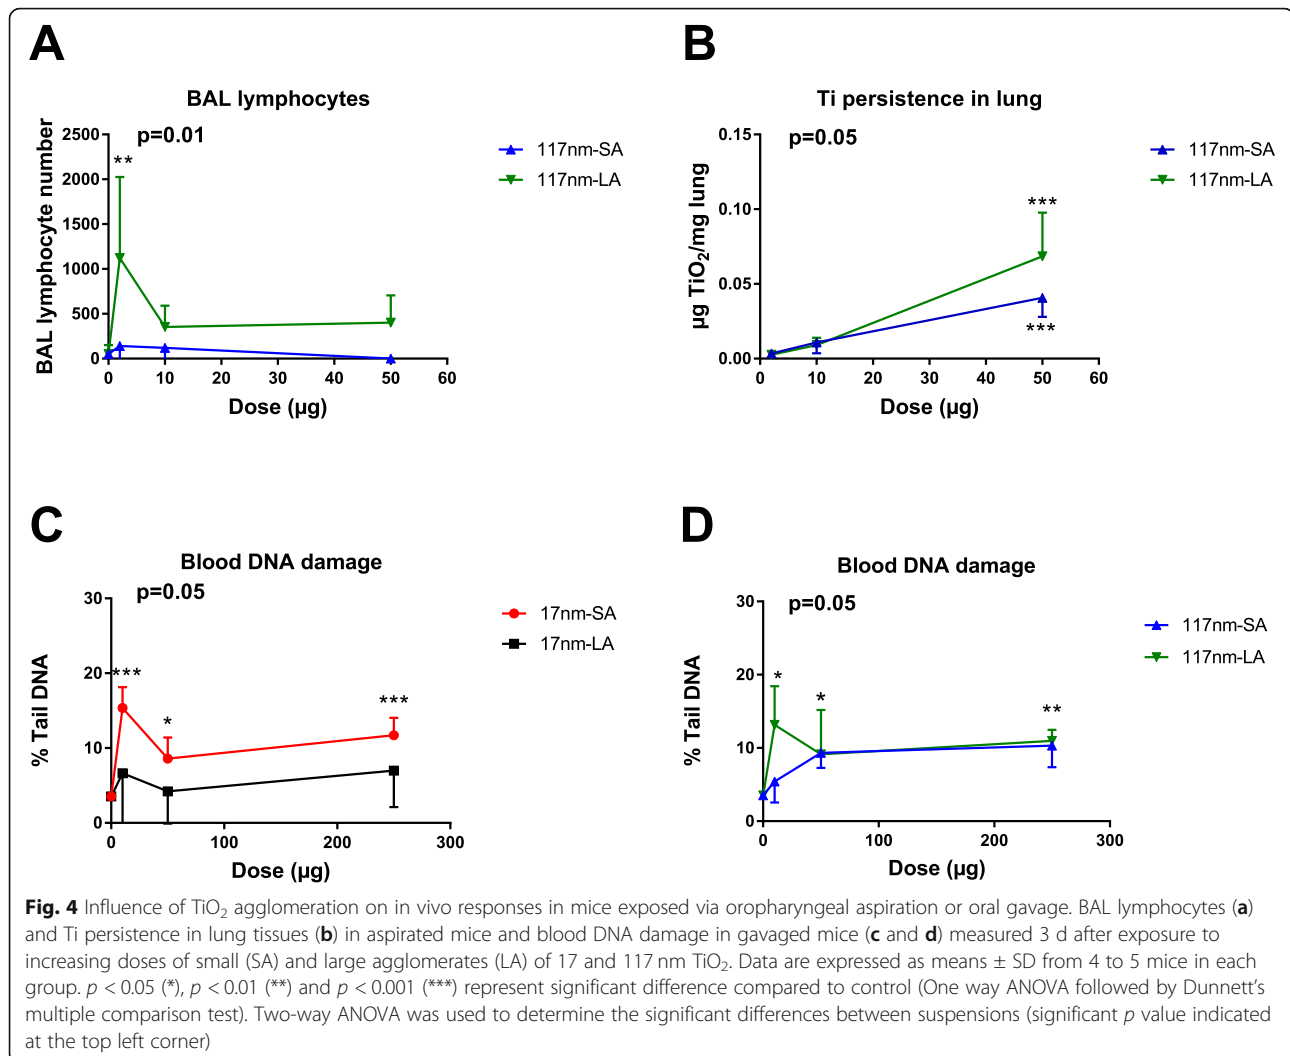 A
BAL lymphocytes
p=0.01
BAL lymphocyte number
2500
2000
1500
1000
500
0
**
0 10 20 30 40 50 60
Dose (µg)
117nm-SA
117nm-LA
B
Ti persistence in lung
p=0.05
µg TiO₂/mg lung
0.15
0.10
0.05
0.00
***
***
0 10 20 30 40 50 60
Dose (µg)
117nm-SA
117nm-LA
C
Blood DNA damage
p=0.05
% Tail DNA
30
20
10
0
***
*
***
0 100 200 300
Dose (µg)
17nm-SA
17nm-LA
D
Blood DNA damage
p=0.05
% Tail DNA
30
20
10
0
*
*
**
0 100 200 300
Dose (µg)
117nm-SA
117nm-LA
Fig. 4 Influence of TiO₂ agglomeration on in vivo responses in mice exposed via oropharyngeal aspiration or oral gavage. BAL lymphocytes (a)
and Ti persistence in lung tissues (b) in aspirated mice and blood DNA damage in gavaged mice (c and d) measured 3 d after exposure to
increasing doses of small (SA) and large agglomerates (LA) of 17 and 117 nm TiO₂. Data are expressed as means ± SD from 4 to 5 mice in each
group. p < 0.05 (*), p < 0.01 (**) and p < 0.001 (***) represent significant difference compared to control (One way ANOVA followed by Dunnett's
multiple comparison test). Two-way ANOVA was used to determine the significant differences between suspensions (significant p value indicated
at the top left corner)